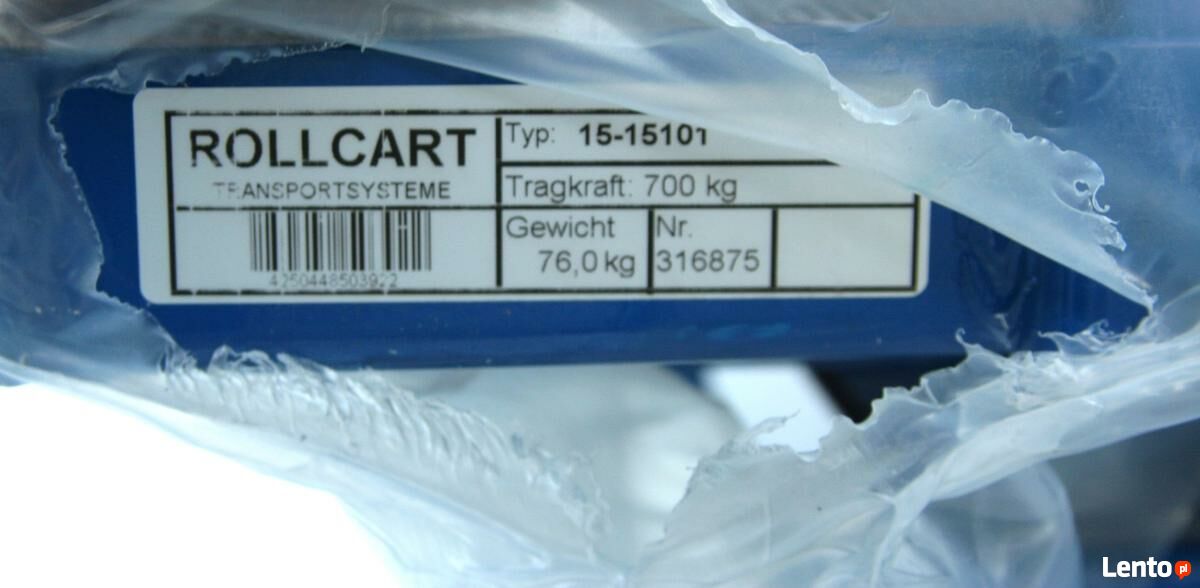 ROLLCART
TRANSPORTSYSTEME
4250448503922
Typ: 15-15101
Tragkraft: 700 kg
Gewicht
76,0 kg
Nr.
316875
Lento pl